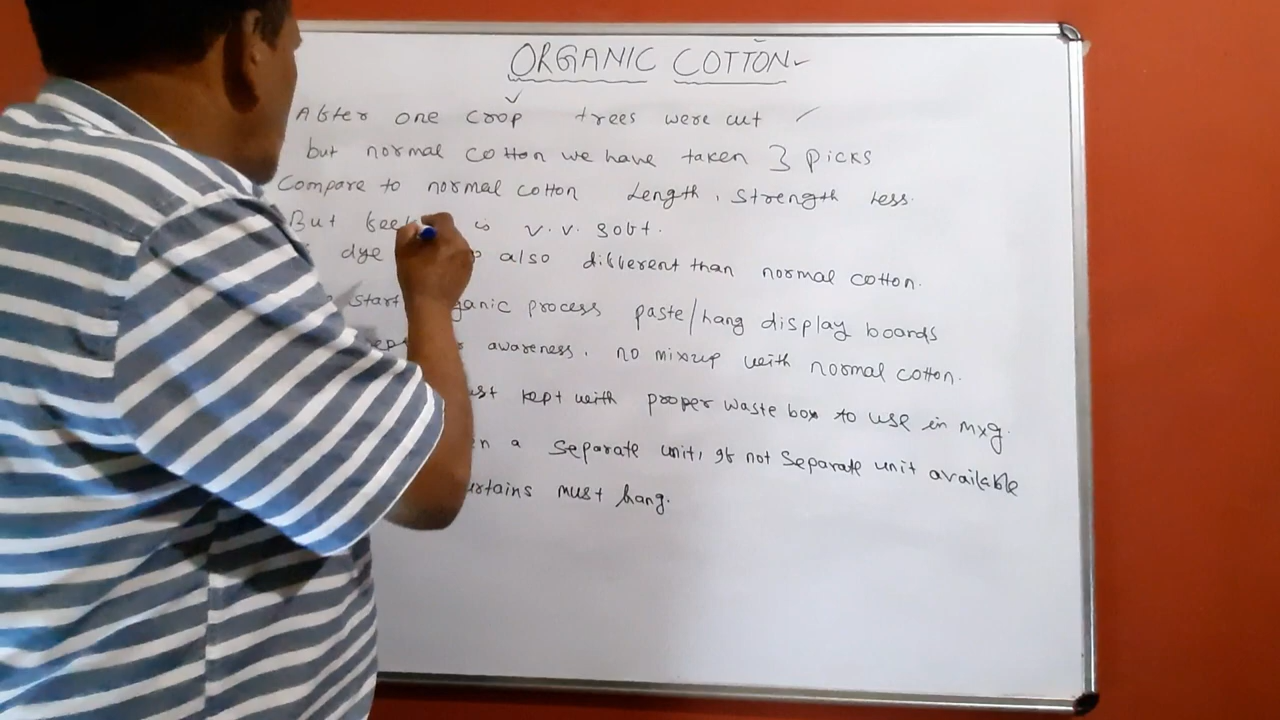 ORGANIC COTTON
After one crop trees were cut
but normal cotton we have taken 3 picks
Compare to normal cotton Length, Strength Less.
But is v.v. soft.
dye also different than normal cotton.
start process paste/hang display boards
awareness. no mixup with normal cotton.
kept with proper waste box to use in mxg.
a Separate unit, if not Separate unit available
must hang.